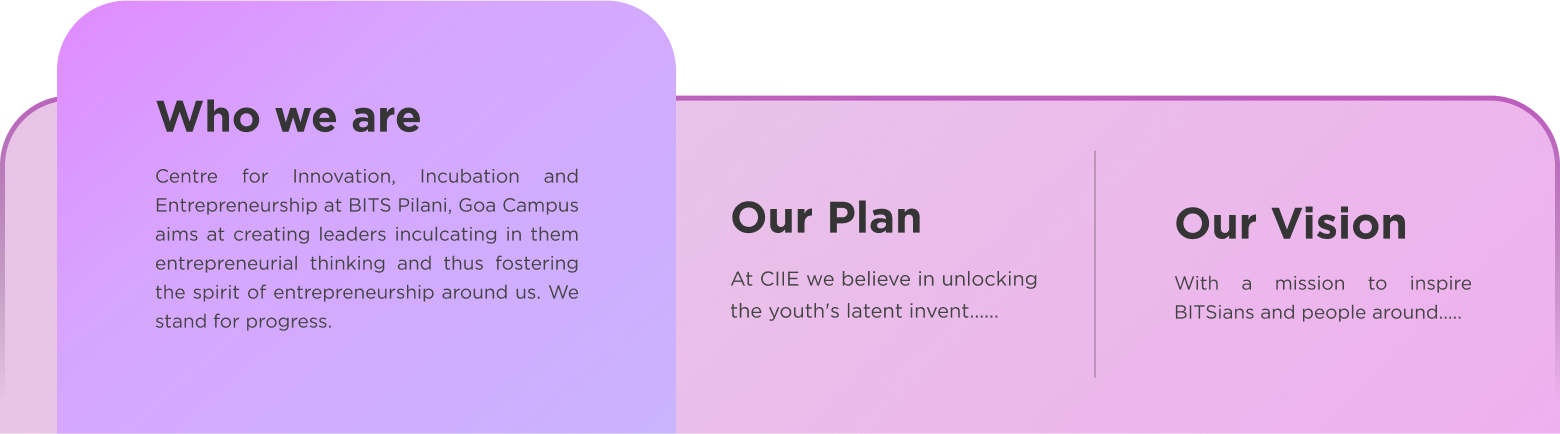 Who we are
Centre for Innovation, Incubation and
Entrepreneurship at BITS Pilani, Goa Campus
aims at creating leaders inculcating in them
entrepreneurial thinking and thus fostering
the spirit of entrepreneurship around us. We
stand for progress.
Our Plan
At CIIE we believe in unlocking
the youth's latent invent......
Our Vision
With a mission to inspire
BITSians and people around.....